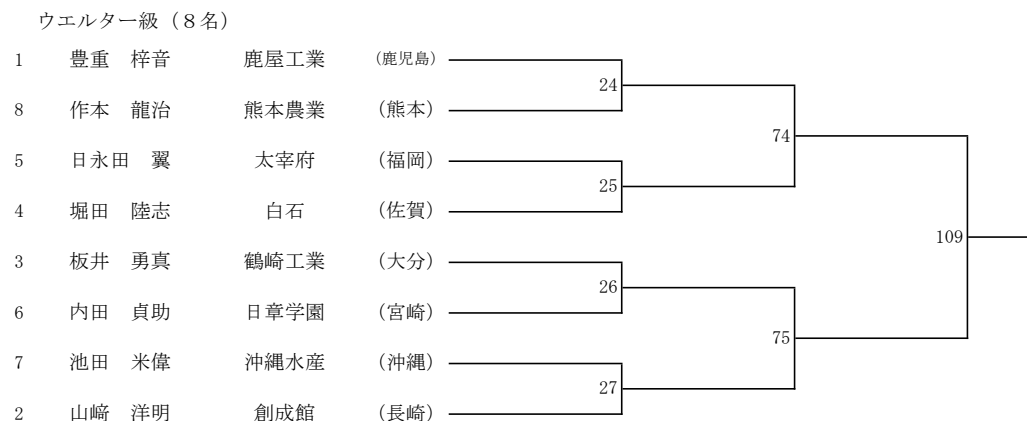 ウエルター級（８名）
1 豊重 梓音 鹿屋工業 (鹿児島)
24
8 作本 龍治 熊本農業 (熊本)
74
5 日永田 翼 太宰府 (福岡)
25
4 堀田 陸志 白石 (佐賀)
109
3 板井 勇真 鶴崎工業 (大分)
26
6 内田 貞助 日章学園 (宮崎)
75
7 池田 米偉 沖縄水産 (沖縄)
27
2 山﨑 洋明 創成館 (長崎)